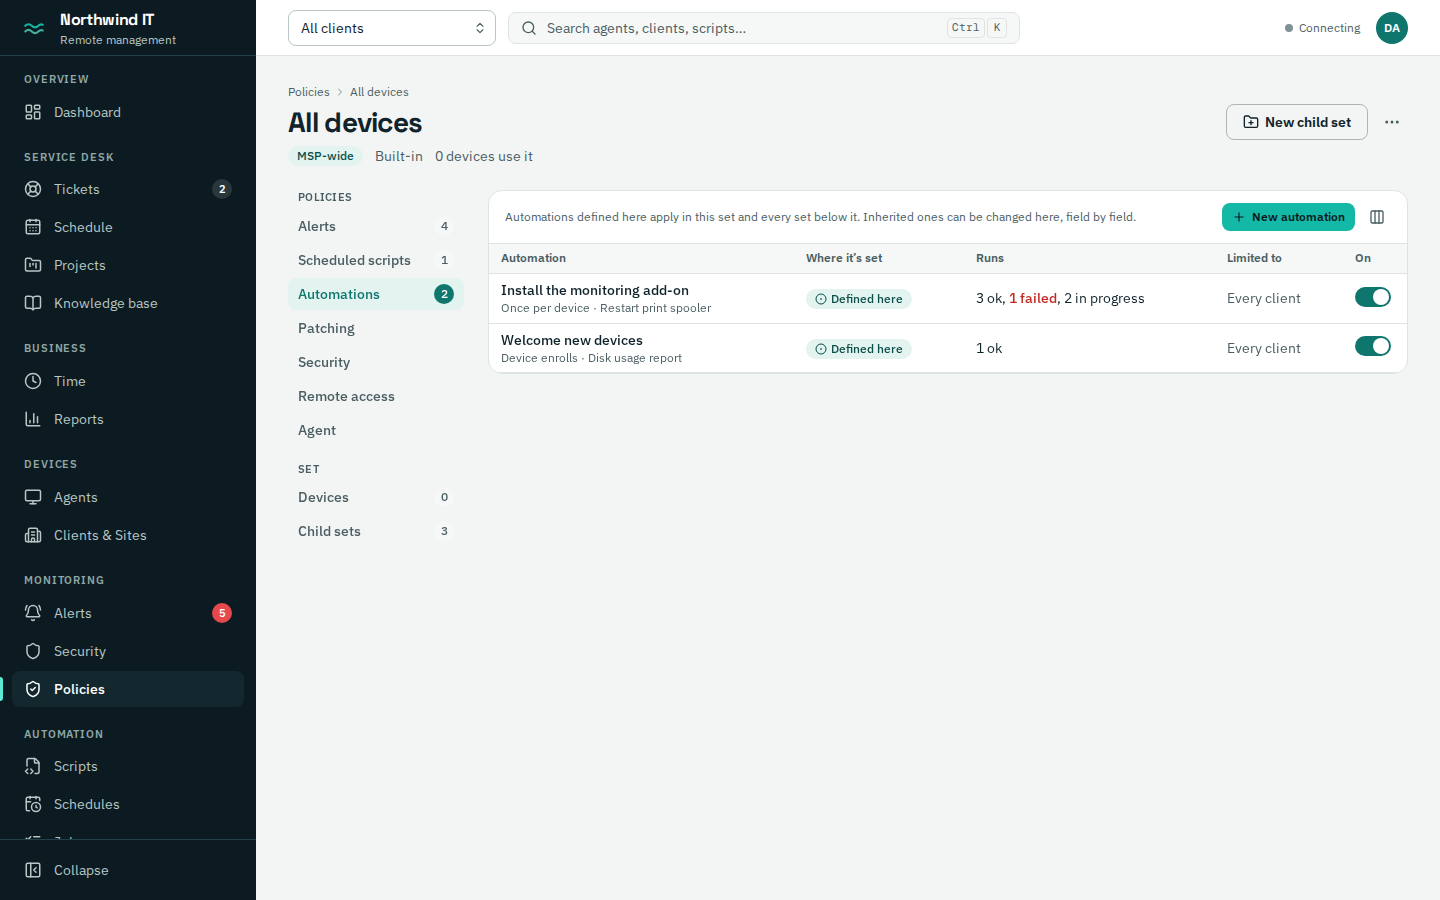 Northwind IT
Remote management
OVERVIEW
Dashboard
SERVICE DESK
Tickets 2
Schedule
Projects
Knowledge base
BUSINESS
Time
Reports
DEVICES
Agents
Clients & Sites
MONITORING
Alerts 5
Security
Policies
AUTOMATION
Scripts
Schedules
Collapse
All clients
Search agents, clients, scripts... Ctrl K
Connecting DA
Policies All devices
All devices
New child set
MSP-wide Built-in 0 devices use it
POLICIES
Alerts 4
Scheduled scripts 1
Automations 2
Patching
Security
Remote access
Agent
SET
Devices 0
Child sets 3
Automations defined here apply in this set and every set below it. Inherited ones can be changed here, field by field.
New automation
Automation Where it's set Runs Limited to On
Install the monitoring add-on
Once per device · Restart print spooler
Defined here
3 ok, 1 failed, 2 in progress
Every client
Welcome new devices
Device enrolls · Disk usage report
Defined here
1 ok
Every client